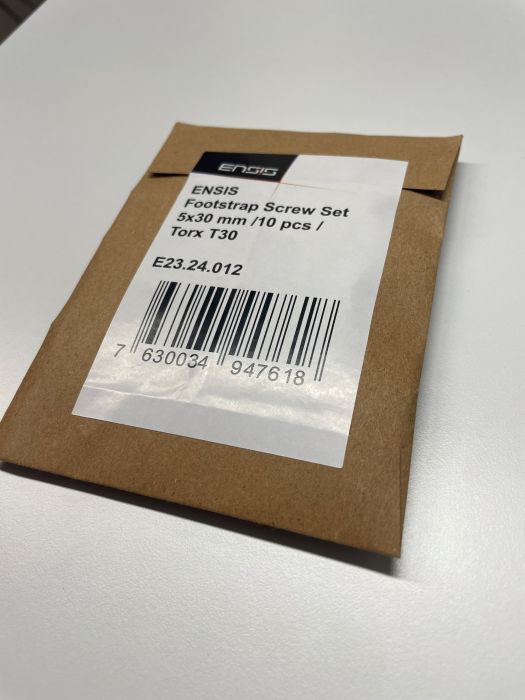 ENSIS
ENSIS
Footstrap Screw Set
5x30 mm /10 pcs /
Torx T30
E23.24.012
7 630034 947618